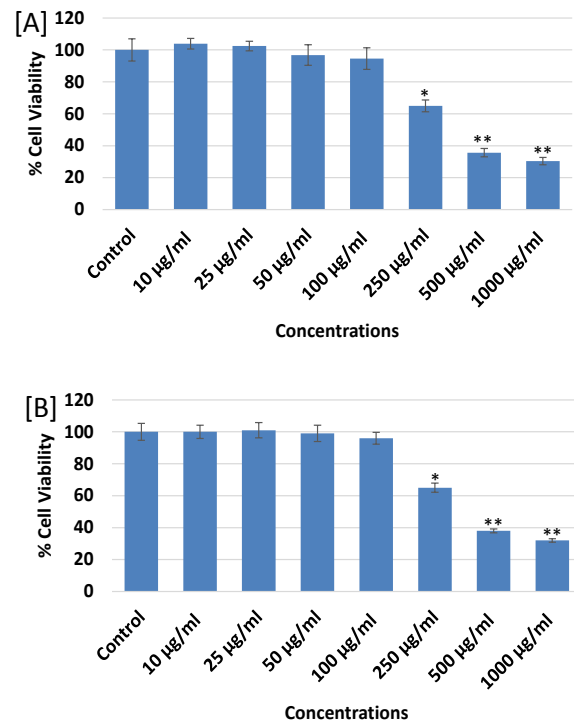 [A]
120
100
80
60
40
20
0
% Cell Viability
*
**
**
Control
10 µg/ml
25 µg/ml
50 µg/ml
100 µg/ml
250 µg/ml
500 µg/ml
1000 µg/ml
Concentrations
[B]
120
100
80
60
40
20
0
% Cell Viability
*
**
**
Control
10 µg/ml
25 µg/ml
50 µg/ml
100 µg/ml
250 µg/ml
500 µg/ml
1000 µg/ml
Concentrations